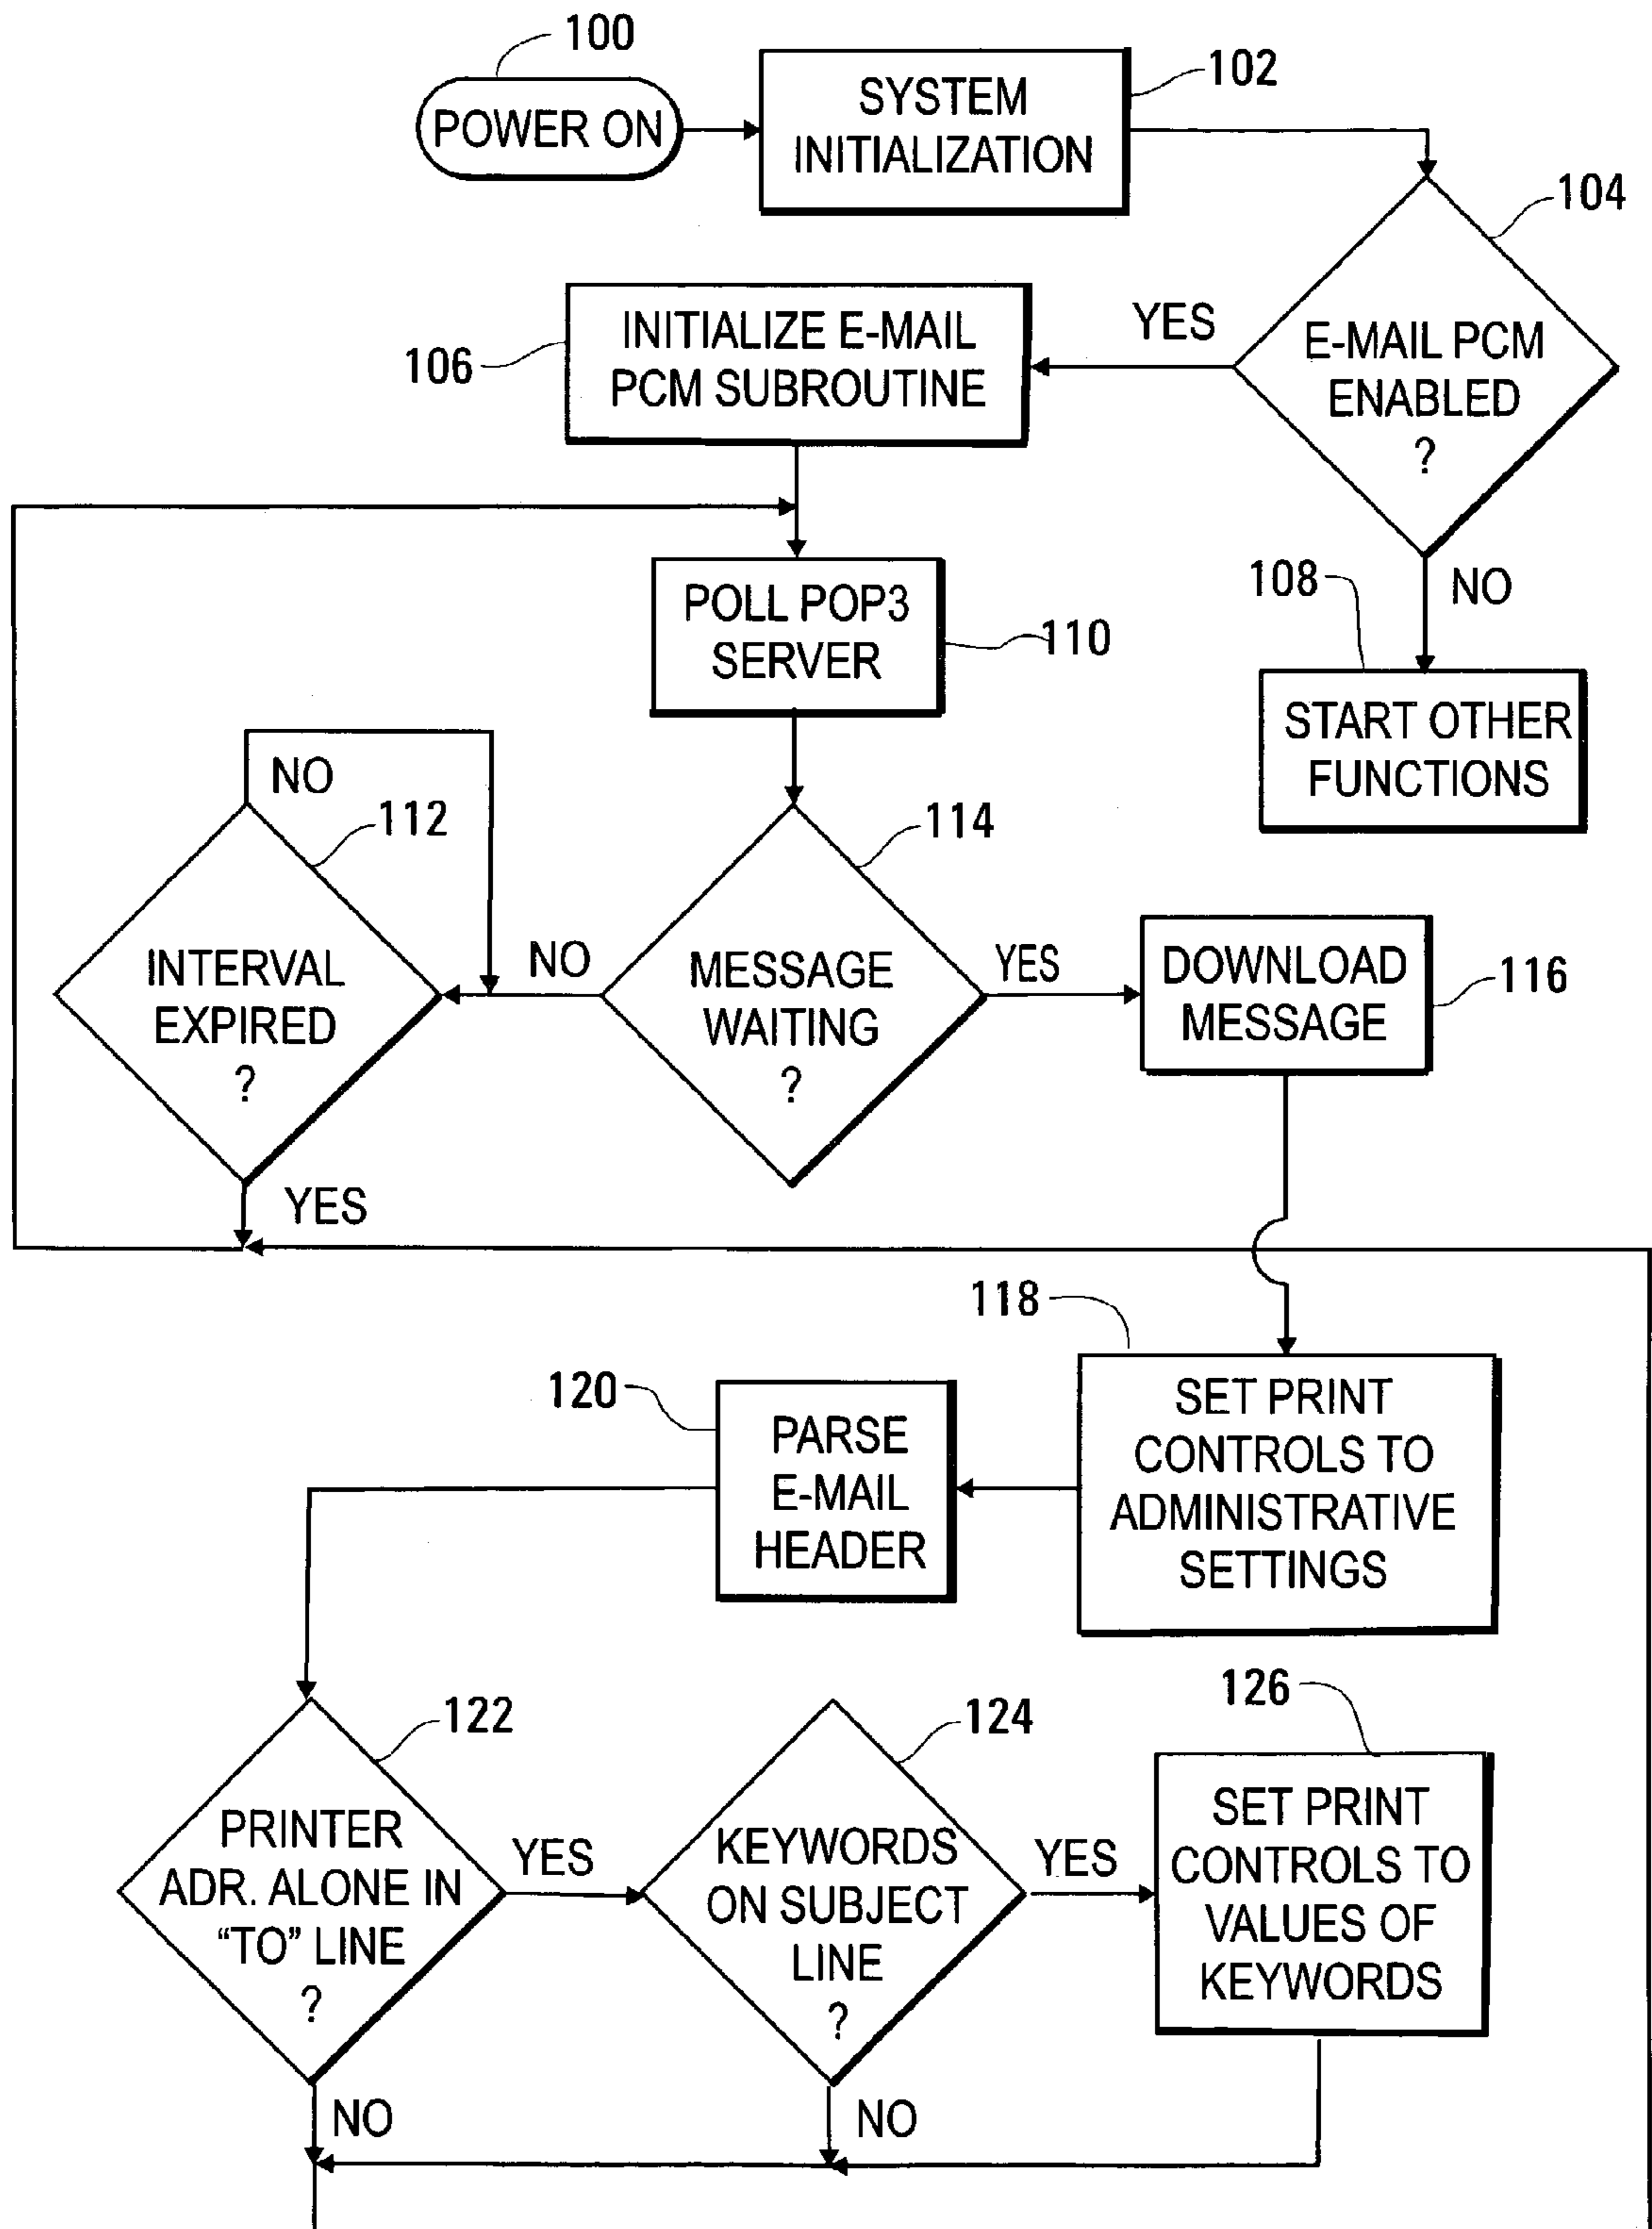 100
POWER ON
102
SYSTEM
INITIALIZATION
104
E-MAIL PCM
ENABLED
?
YES
106
INITIALIZE E-MAIL
PCM SUBROUTINE
NO
108
START OTHER
FUNCTIONS
POLL POP3
SERVER
110
NO
112
INTERVAL
EXPIRED
?
YES
NO
114
MESSAGE
WAITING
?
YES
DOWNLOAD
MESSAGE
116
118
SET PRINT
CONTROLS TO
ADMINISTRATIVE
SETTINGS
120
PARSE
E-MAIL
HEADER
122
PRINTER
ADR. ALONE IN
“TO” LINE
?
YES
NO
124
KEYWORDS
ON SUBJECT
LINE
?
YES
NO
126
SET PRINT
CONTROLS TO
VALUES OF
KEYWORDS